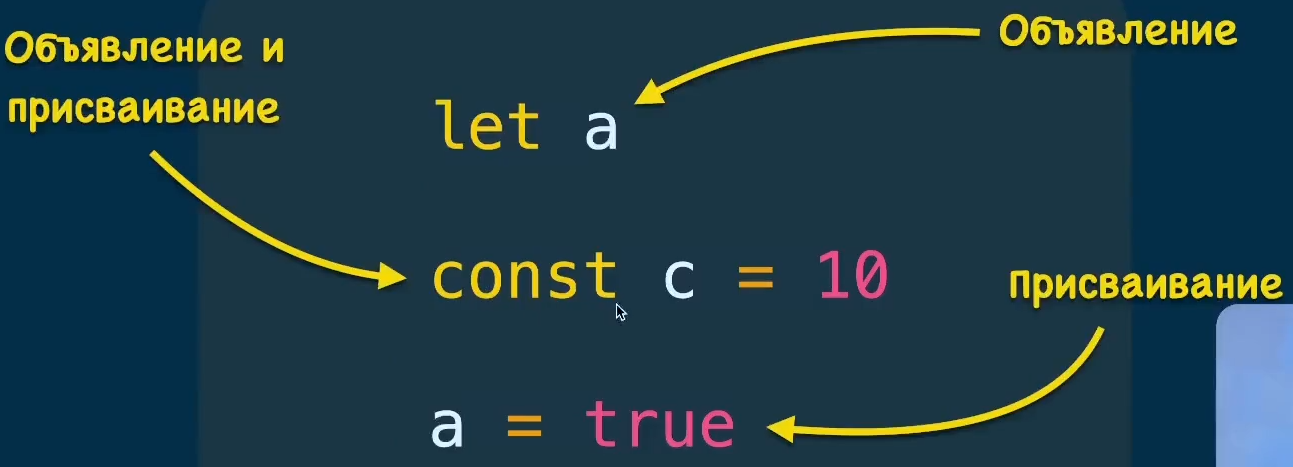 Объявление и
присваивание
Объявление
let a
const c = 10
Присваивание
a = true